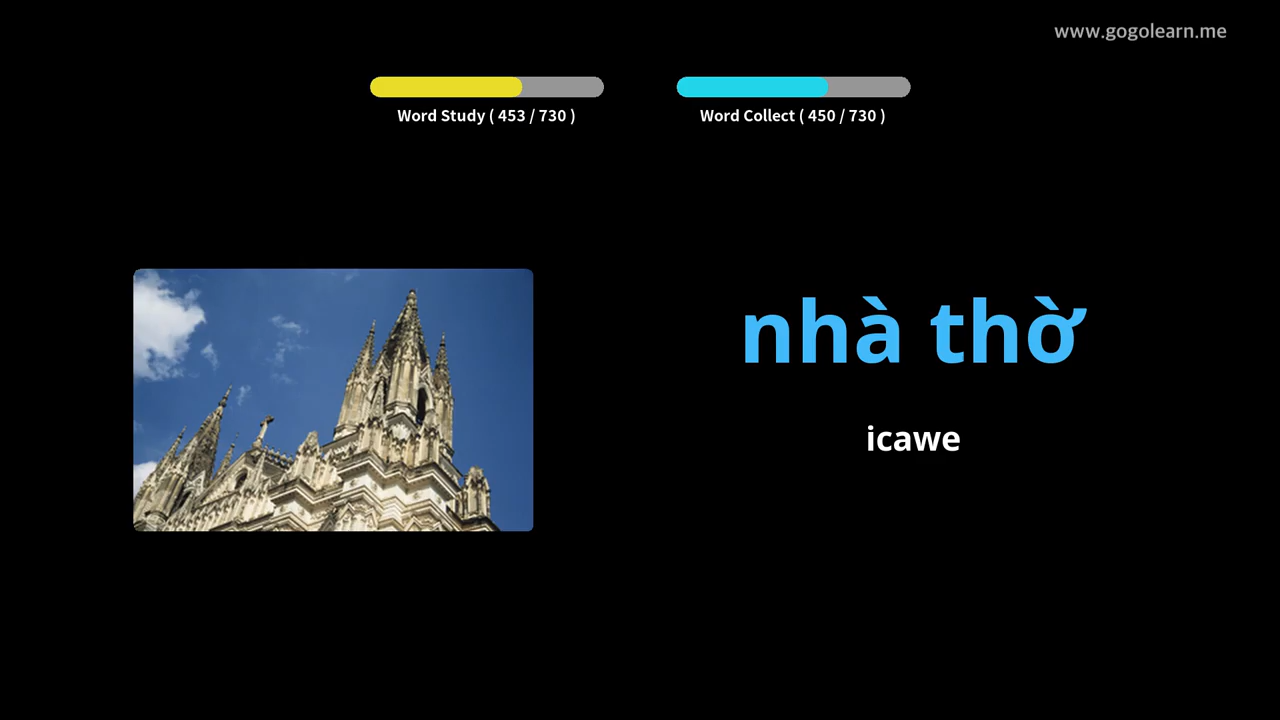 www.gogolearn.me
Word Study ( 453 / 730 )
Word Collect ( 450 / 730 )
nhà thờ
icawe